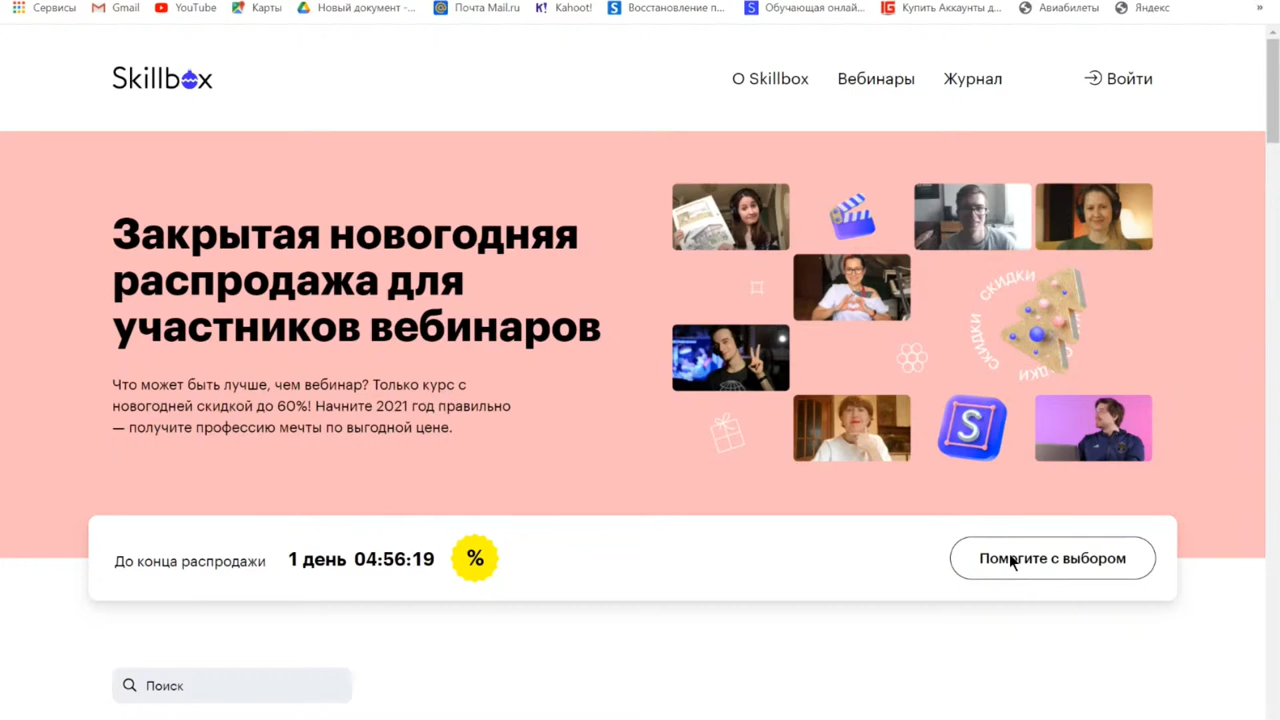 Сервисы Gmail YouTube Карты Новый документ -... Почта Mail.ru K! Kahoot! Восстановление п... Обучающая онлай... Купить Аккаунты д... Авиабилеты Яндекс »
Skillbox О Skillbox Вебинары Журнал Войти
Закрытая новогодняя
распродажа для
участников вебинаров
Что может быть лучше, чем вебинар? Только курс с
новогодней скидкой до 60%! Начните 2021 год правильно
— получите профессию мечты по выгодной цене.
СКИДКИ СКИДКИ
S
До конца распродажи 1 день 04:56:19 % Помогите с выбором
Поиск